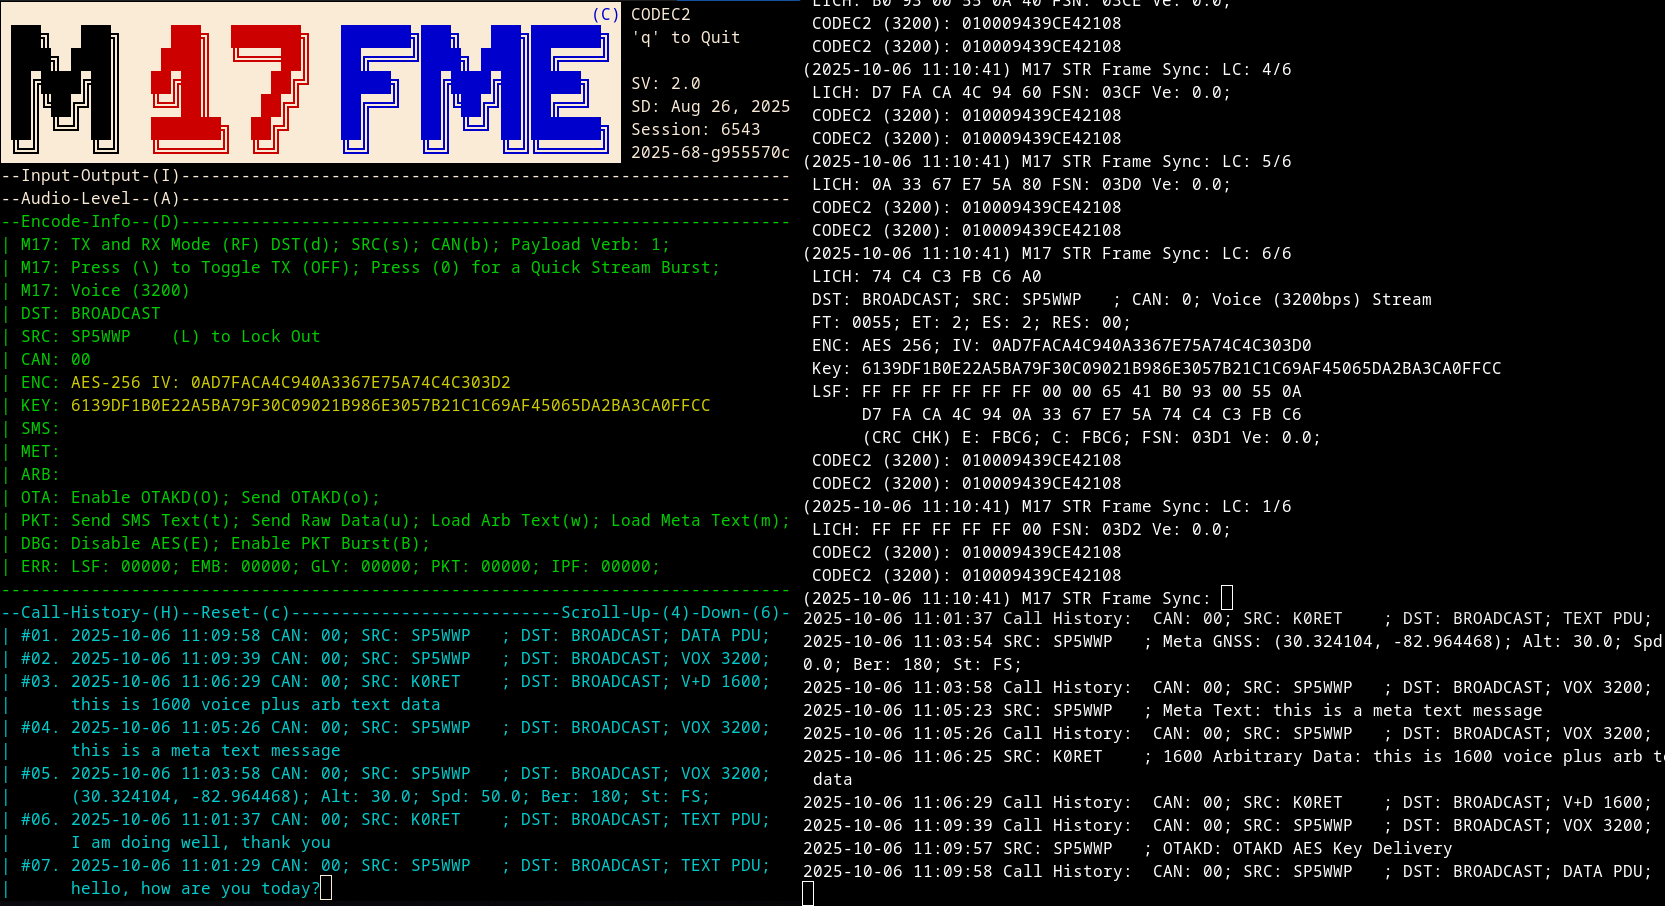 M17 FME
(C) CODEC2
'q' to Quit
SV: 2.0
SD: Aug 26, 2025
Session: 6543
2025-68-g955570c
--Input-Output-(I)-------------------------------------------------------------
--Audio-Level--(A)-------------------------------------------------------------
--Encode-Info--(D)-------------------------------------------------------------
| M17: TX and RX Mode (RF) DST(d); SRC(s); CAN(b); Payload Verb: 1;
| M17: Press (\) to Toggle TX (OFF); Press (0) for a Quick Stream Burst;
| M17: Voice (3200)
| DST: BROADCAST
| SRC: SP5WWP    (L) to Lock Out
| CAN: 00
| ENC: AES-256 IV: 0AD7FACA4C940A3367E75A74C4C303D2
| KEY: 6139DF1B0E22A5BA79F30C09021B986E3057B21C1C69AF45065DA2BA3CA0FFCC
| SMS:
| MET:
| ARB:
| OTA: Enable OTAKD(O); Send OTAKD(o);
| PKT: Send SMS Text(t); Send Raw Data(u); Load Arb Text(w); Load Meta Text(m);
| DBG: Disable AES(E); Enable PKT Burst(B);
| ERR: LSF: 00000; EMB: 00000; GLY: 00000; PKT: 00000; IPF: 00000;
-------------------------------------------------------------------------------
--Call-History-(H)--Reset-(c)---------------------------Scroll-Up-(4)-Down-(6)-
| #01. 2025-10-06 11:09:58 CAN: 00; SRC: SP5WWP   ; DST: BROADCAST; DATA PDU;
| #02. 2025-10-06 11:09:39 CAN: 00; SRC: SP5WWP   ; DST: BROADCAST; VOX 3200;
| #03. 2025-10-06 11:06:29 CAN: 00; SRC: K0RET    ; DST: BROADCAST; V+D 1600;
|      this is 1600 voice plus arb text data
| #04. 2025-10-06 11:05:26 CAN: 00; SRC: SP5WWP   ; DST: BROADCAST; VOX 3200;
|      this is a meta text message
| #05. 2025-10-06 11:03:58 CAN: 00; SRC: SP5WWP   ; DST: BROADCAST; VOX 3200;
|      (30.324104, -82.964468); Alt: 30.0; Spd: 50.0; Ber: 180; St: FS;
| #06. 2025-10-06 11:01:37 CAN: 00; SRC: K0RET    ; DST: BROADCAST; TEXT PDU;
|      I am doing well, thank you
| #07. 2025-10-06 11:01:29 CAN: 00; SRC: SP5WWP   ; DST: BROADCAST; TEXT PDU;
|      hello, how are you today?
LICH: B0 93 00 55 0A 40 FSN: 03CE Ve: 0.0;
CODEC2 (3200): 010009439CE42108
CODEC2 (3200): 010009439CE42108
(2025-10-06 11:10:41) M17 STR Frame Sync: LC: 4/6
LICH: D7 FA CA 4C 94 60 FSN: 03CF Ve: 0.0;
CODEC2 (3200): 010009439CE42108
CODEC2 (3200): 010009439CE42108
(2025-10-06 11:10:41) M17 STR Frame Sync: LC: 5/6
LICH: 0A 33 67 E7 5A 80 FSN: 03D0 Ve: 0.0;
CODEC2 (3200): 010009439CE42108
CODEC2 (3200): 010009439CE42108
(2025-10-06 11:10:41) M17 STR Frame Sync: LC: 6/6
LICH: 74 C4 C3 FB C6 A0
DST: BROADCAST; SRC: SP5WWP   ; CAN: 0; Voice (3200bps) Stream
FT: 0055; ET: 2; ES: 2; RES: 00;
ENC: AES 256; IV: 0AD7FACA4C940A3367E75A74C4C303D0
Key: 6139DF1B0E22A5BA79F30C09021B986E3057B21C1C69AF45065DA2BA3CA0FFCC
LSF: FF FF FF FF FF FF 00 00 65 41 B0 93 00 55 0A
D7 FA CA 4C 94 0A 33 67 E7 5A 74 C4 C3 FB C6
(CRC CHK) E: FBC6; C: FBC6; FSN: 03D1 Ve: 0.0;
CODEC2 (3200): 010009439CE42108
CODEC2 (3200): 010009439CE42108
(2025-10-06 11:10:41) M17 STR Frame Sync: LC: 1/6
LICH: FF FF FF FF FF 00 FSN: 03D2 Ve: 0.0;
CODEC2 (3200): 010009439CE42108
CODEC2 (3200): 010009439CE42108
(2025-10-06 11:10:41) M17 STR Frame Sync:
2025-10-06 11:01:37 Call History:  CAN: 00; SRC: K0RET    ; DST: BROADCAST; TEXT PDU;
2025-10-06 11:03:54 SRC: SP5WWP   ; Meta GNSS: (30.324104, -82.964468); Alt: 30.0; Spd
0.0; Ber: 180; St: FS;
2025-10-06 11:03:58 Call History:  CAN: 00; SRC: SP5WWP   ; DST: BROADCAST; VOX 3200;
2025-10-06 11:05:23 SRC: SP5WWP   ; Meta Text: this is a meta text message
2025-10-06 11:05:26 Call History:  CAN: 00; SRC: SP5WWP   ; DST: BROADCAST; VOX 3200;
2025-10-06 11:06:25 SRC: K0RET    ; 1600 Arbitrary Data: this is 1600 voice plus arb t
data
2025-10-06 11:06:29 Call History:  CAN: 00; SRC: K0RET    ; DST: BROADCAST; V+D 1600;
2025-10-06 11:09:39 Call History:  CAN: 00; SRC: SP5WWP   ; DST: BROADCAST; VOX 3200;
2025-10-06 11:09:57 SRC: SP5WWP   ; OTAKD: OTAKD AES Key Delivery
2025-10-06 11:09:58 Call History:  CAN: 00; SRC: SP5WWP   ; DST: BROADCAST; DATA PDU;